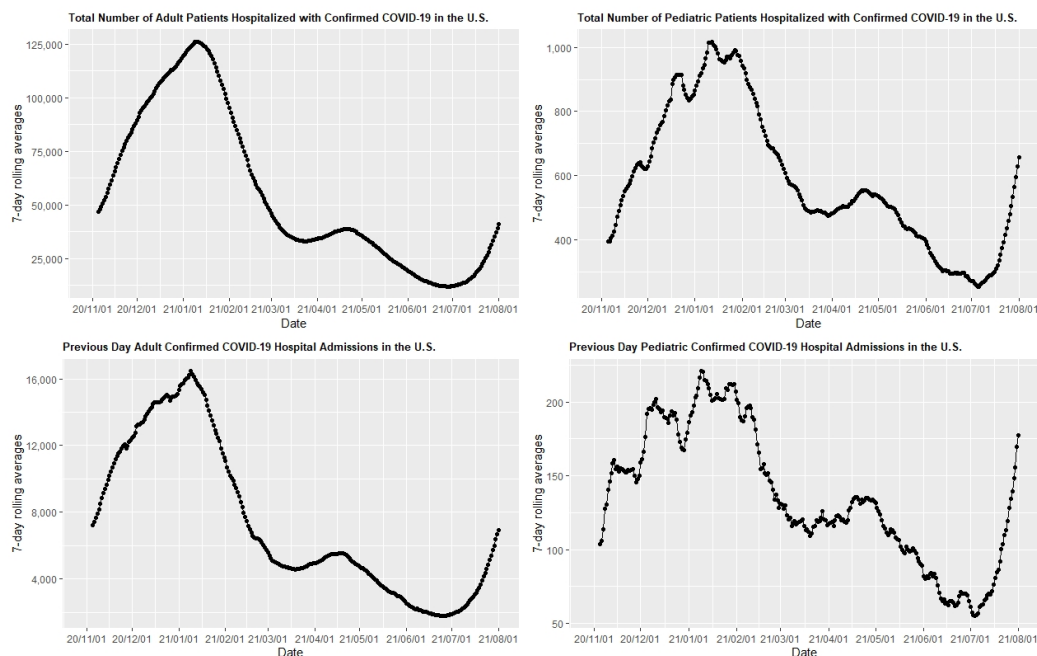 Total Number of Adult Patients Hospitalized with Confirmed COVID-19 in the U.S.
125,000
100,000
75,000
50,000
25,000
7-day rolling averages
20/11/01 20/12/01 21/01/01 21/02/01 21/03/01 21/04/01 21/05/01 21/06/01 21/07/01 21/08/01
Date
Total Number of Pediatric Patients Hospitalized with Confirmed COVID-19 in the U.S.
1,000
800
600
400
7-day rolling averages
20/11/01 20/12/01 21/01/01 21/02/01 21/03/01 21/04/01 21/05/01 21/06/01 21/07/01 21/08/01
Date
Previous Day Adult Confirmed COVID-19 Hospital Admissions in the U.S.
16,000
12,000
8,000
4,000
7-day rolling averages
20/11/01 20/12/01 21/01/01 21/02/01 21/03/01 21/04/01 21/05/01 21/06/01 21/07/01 21/08/01
Date
Previous Day Pediatric Confirmed COVID-19 Hospital Admissions in the U.S.
200
150
100
50
7-day rolling averages
20/11/01 20/12/01 21/01/01 21/02/01 21/03/01 21/04/01 21/05/01 21/06/01 21/07/01 21/08/01
Date